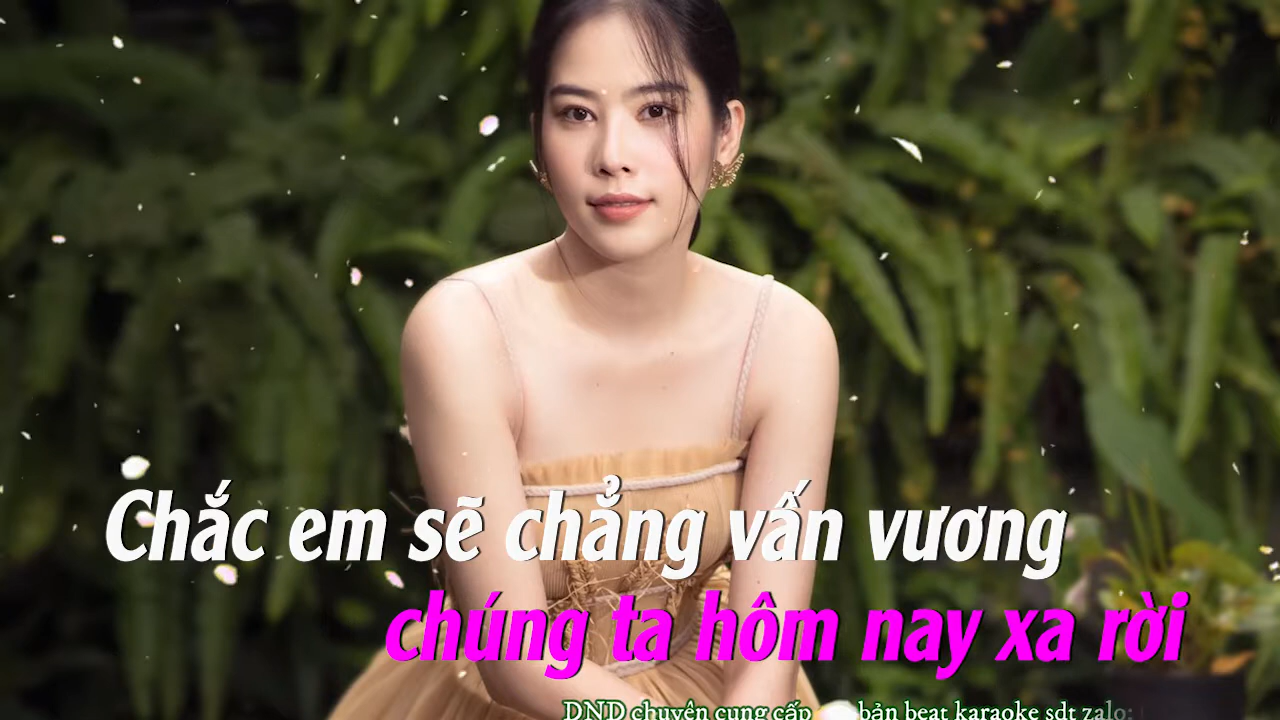 Chắc em sẽ chẳng vấn vương
chúng ta hôm nay xa rời
DND chuyên cung cấp bản beat karaoke sdt zalo: